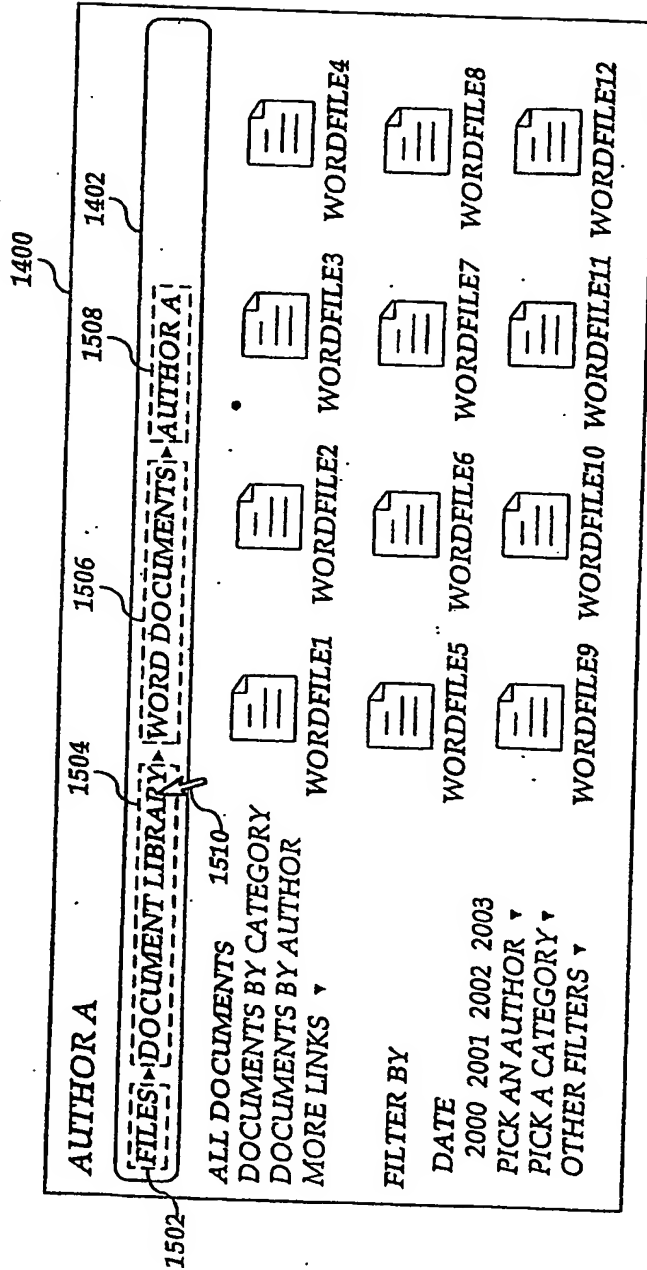 1400
1402
1508
1506
1504
AUTHOR A
FILES ▸ DOCUMENT LIBRARY ▸ WORD DOCUMENTS ▸ AUTHOR A
1502
1510
ALL DOCUMENTS
DOCUMENTS BY CATEGORY
DOCUMENTS BY AUTHOR
MORE LINKS ▾
FILTER BY
DATE
2000 2001 2002 2003
PICK AN AUTHOR ▾
PICK A CATEGORY ▾
OTHER FILTERS ▾
WORDFILE1 WORDFILE2 WORDFILE3 WORDFILE4
WORDFILE5 WORDFILE6 WORDFILE7 WORDFILE8
WORDFILE9 WORDFILE10 WORDFILE11 WORDFILE12